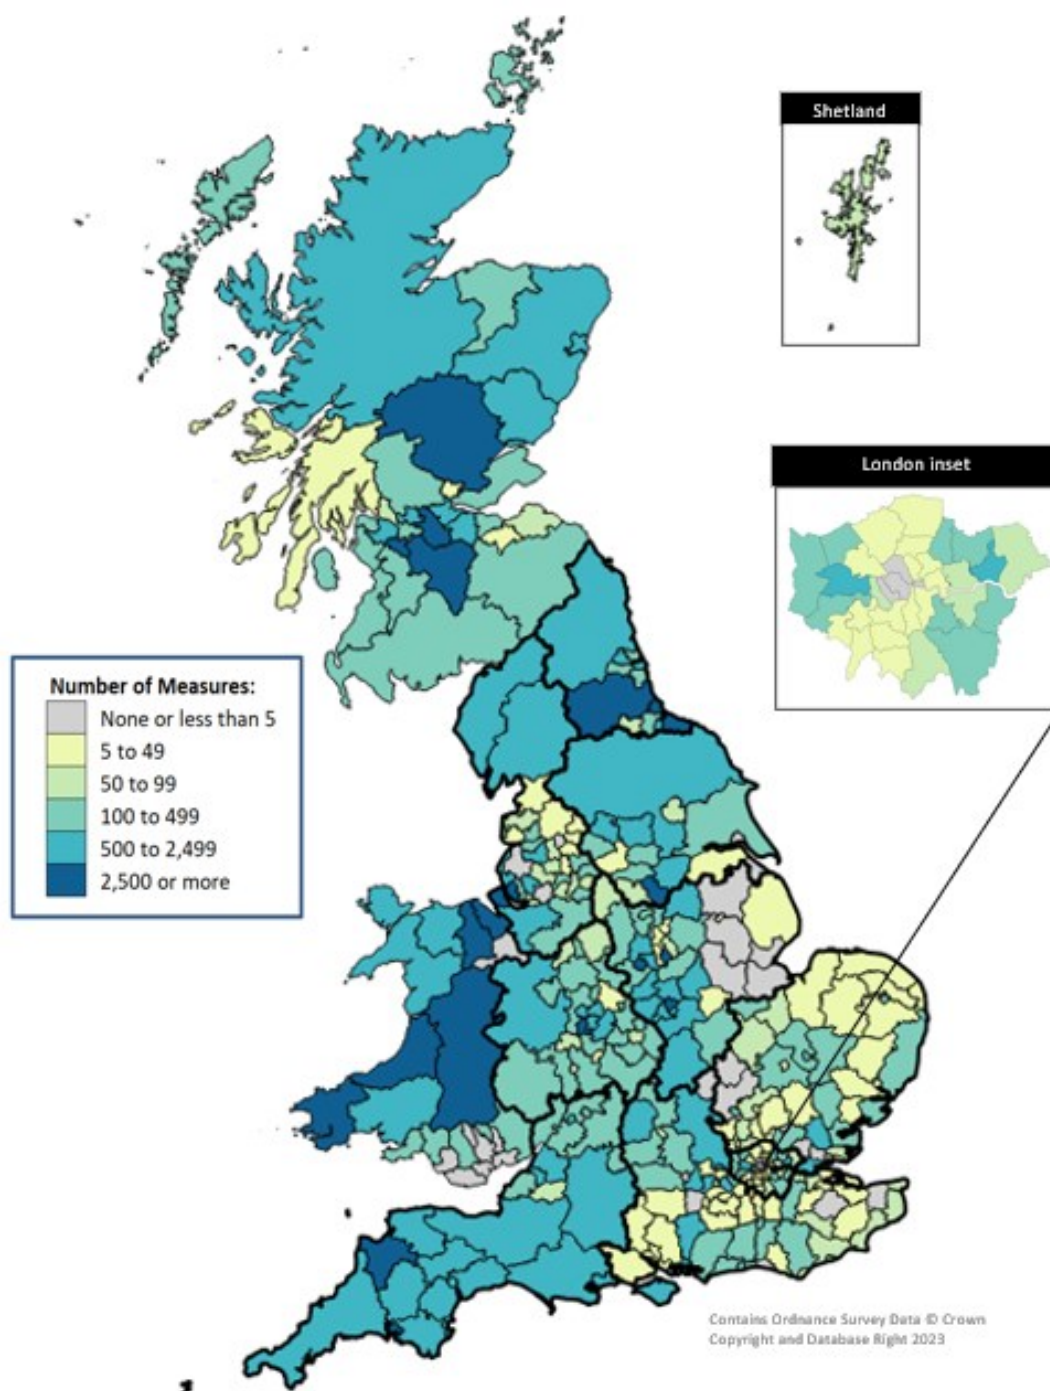 Shetland
London inset
Number of Measures:
None or less than 5
5 to 49
50 to 99
100 to 499
500 to 2,499
2,500 or more
Contains Ordnance Survey Data © Crown
Copyright and Database Right 2023